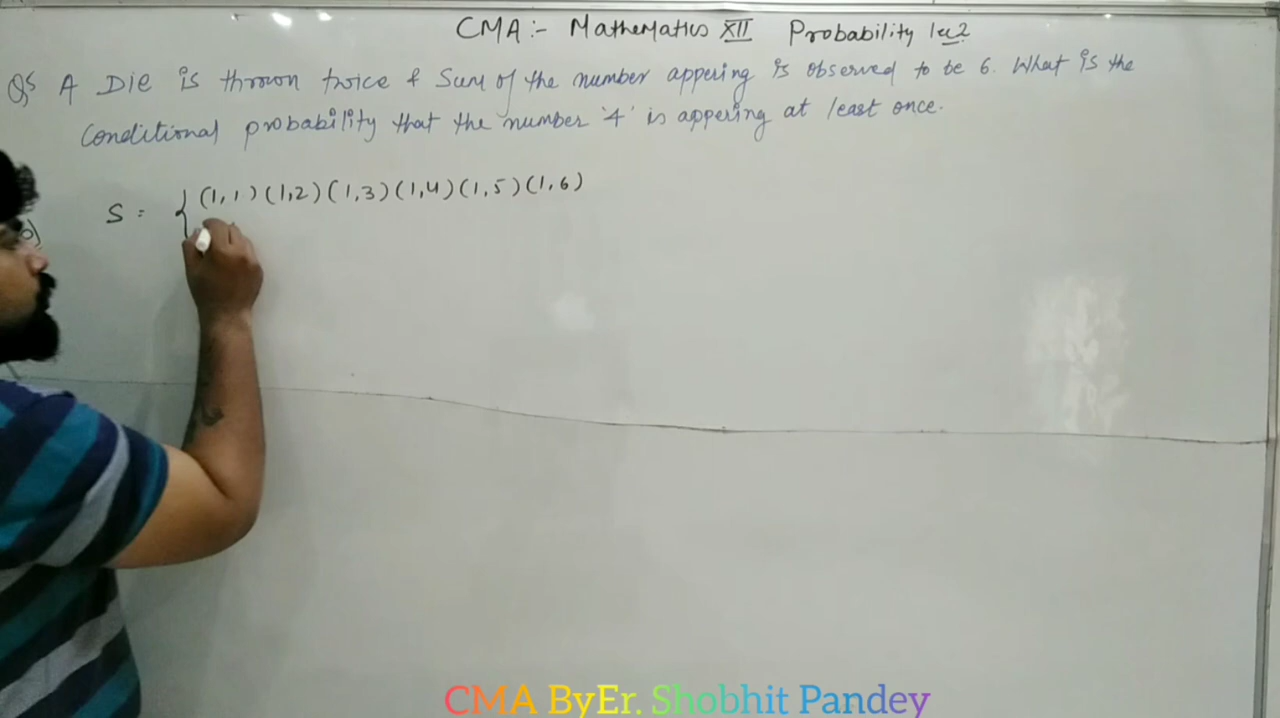 CMA:- Mathematics XII Probability lec2
Q5 A Die is thrown twice & Sum of the number appering is observed to be 6. What is the
Conditional probability that the number '4' is appering at least once.
S = { (1,1) (1,2) (1,3) (1,4) (1,5) (1,6)
CMA ByEr. Shobhit Pandey